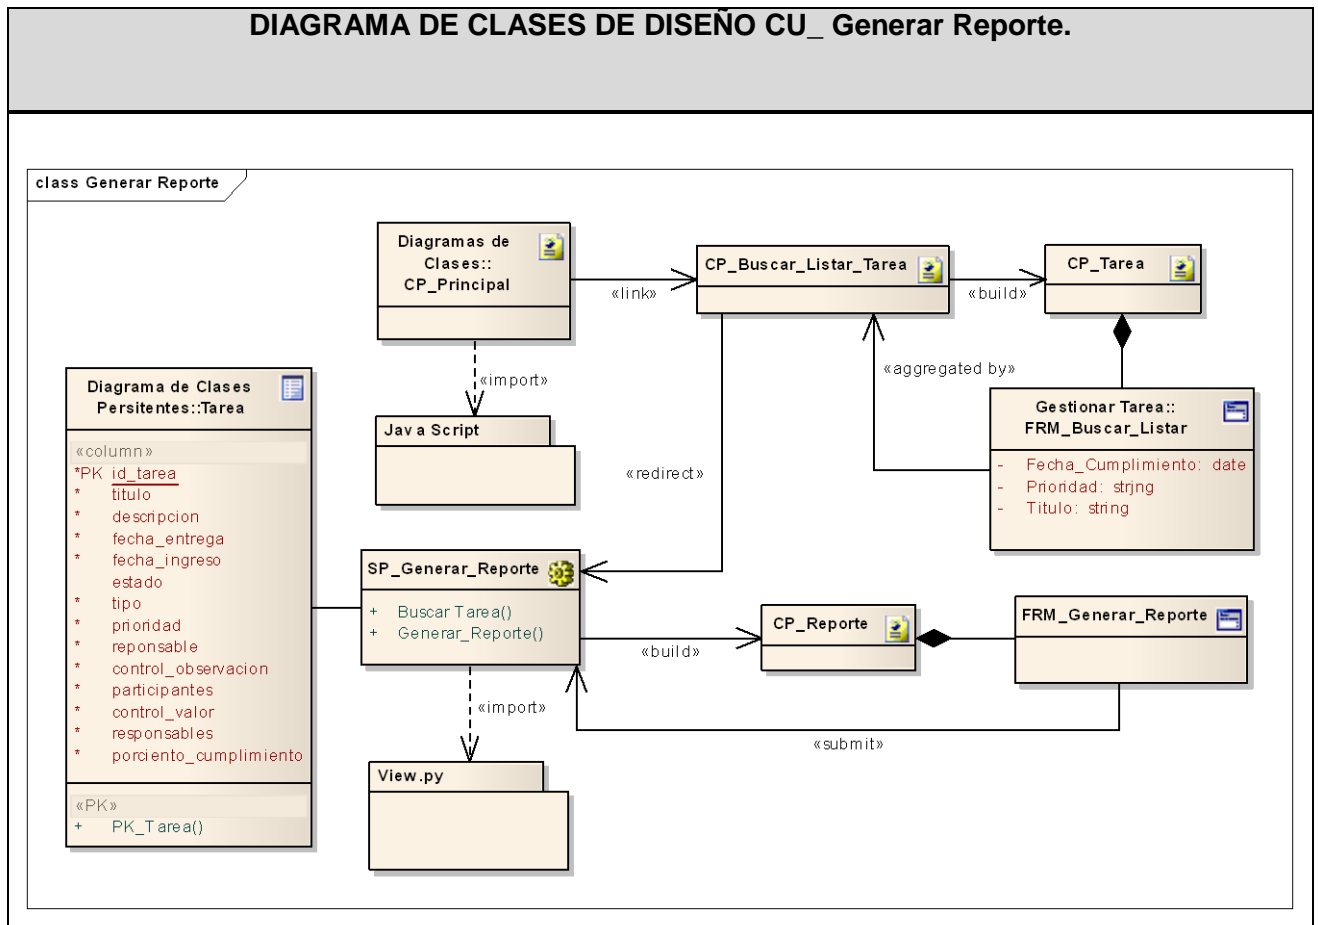 DIAGRAMA DE CLASES DE DISEÑO CU_ Generar Reporte.
class Generar Reporte
Diagramas de
Clases::
CP_Principal
«link»
CP_Buscar_Listar_Tarea
«build»
CP_Tarea
«import»
«aggregated by»
Java Script
«redirect»
Gestionar Tarea::
FRM_Buscar_Listar
- Fecha_Cumplimiento: date
- Prioridad: strjng
- Titulo: string
Diagrama de Clases
Persitentes::Tarea
«column»
*PK id_tarea
* titulo
* descripcion
* fecha_entrega
* fecha_ingreso
estado
* tipo
* prioridad
* reponsable
* control_observacion
* participantes
* control_valor
* responsables
* porciento_cumplimiento
«PK»
+ PK_Tarea()
SP_Generar_Reporte
+ Buscar Tarea()
+ Generar_Reporte()
«build»
CP_Reporte
FRM_Generar_Reporte
«import»
«submit»
View.py